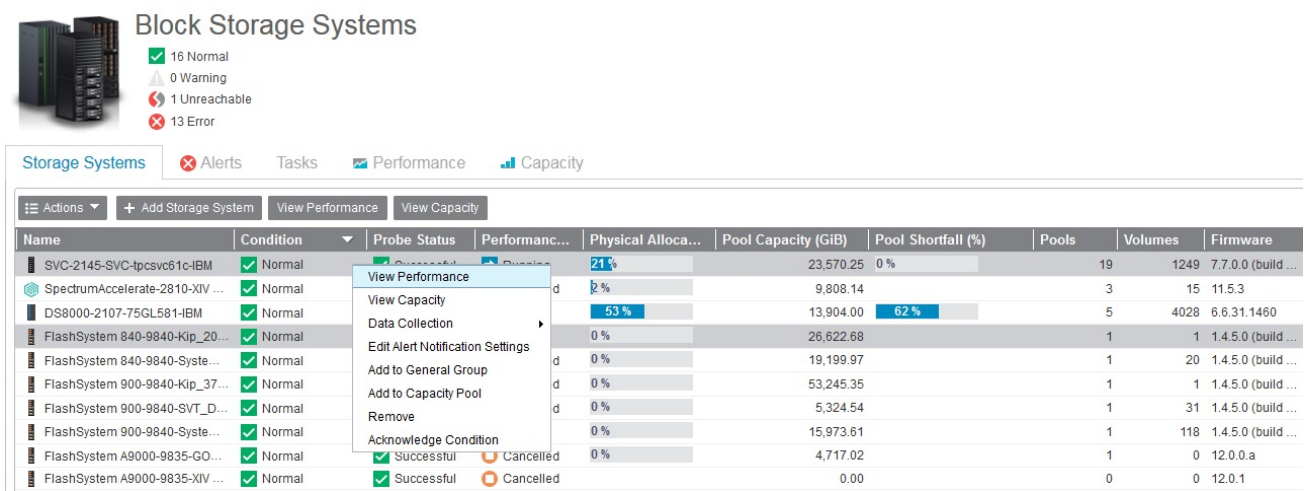 Block Storage Systems
16 Normal
0 Warning
1 Unreachable
13 Error
Storage Systems Alerts Tasks Performance Capacity
Actions + Add Storage System View Performance View Capacity
Name Condition Probe Status Performanc... Physical Alloca... Pool Capacity (GiB) Pool Shortfall (%) Pools Volumes Firmware
SVC-2145-SVC-tpcsvc61c-IBM Normal Successful Running 21 % 23,570.25 0 % 19 1249 7.7.0.0 (build ...
View Performance
SpectrumAccelerate-2810-XIV ... Normal d 2 % 9,808.14 3 15 11.5.3
View Capacity
DS8000-2107-75GL581-IBM Normal 53 % 13,904.00 62 % 5 4028 6.6.31.1460
Data Collection
FlashSystem 840-9840-Kip_20... Normal 0 % 26,622.68 1 1 1.4.5.0 (build ...
Edit Alert Notification Settings
FlashSystem 840-9840-Syste... Normal d 0 % 19,199.97 1 20 1.4.5.0 (build ...
Add to General Group
FlashSystem 900-9840-Kip_37... Normal d 0 % 53,245.35 1 1 1.4.5.0 (build ...
Add to Capacity Pool
FlashSystem 900-9840-SVT_D... Normal d 0 % 5,324.54 1 31 1.4.5.0 (build ...
Remove
FlashSystem 900-9840-Syste... Normal 0 % 15,973.61 1 118 1.4.5.0 (build ...
Acknowledge Condition
FlashSystem A9000-9835-GO... Normal Successful Cancelled 0 % 4,717.02 1 0 12.0.0.a
FlashSystem A9000-9835-XIV ... Normal Successful Cancelled 0.00 0 0 12.0.1